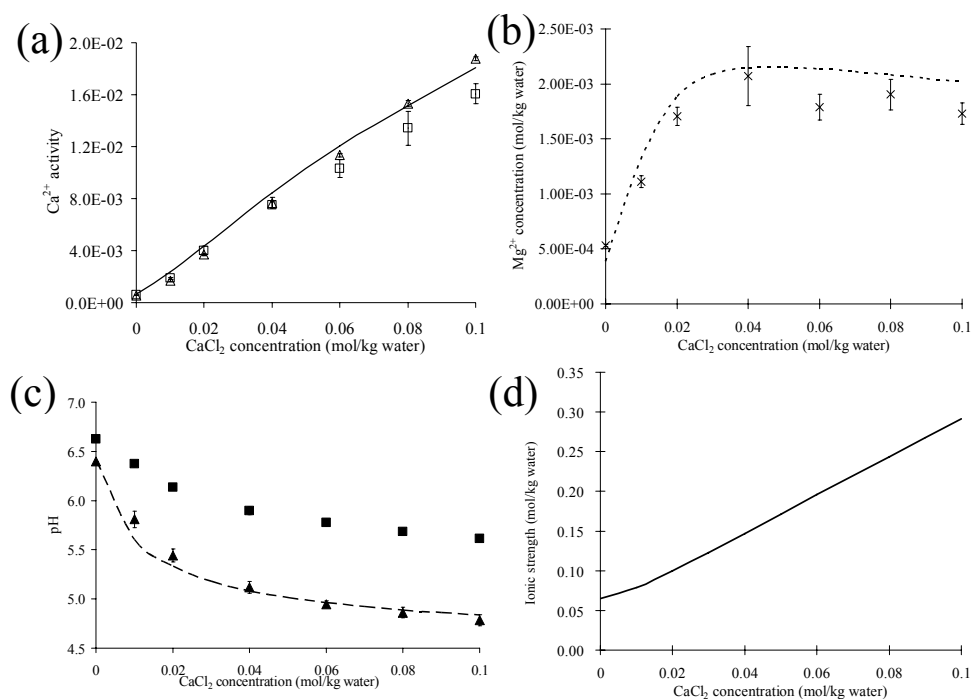 (a)
2.0E-02
1.6E-02
1.2E-02
8.0E-03
4.0E-03
0.0E+00
Ca²⁺ activity
0 0.02 0.04 0.06 0.08 0.1
CaCl₂ concentration (mol/kg water)
(b)
2.50E-03
2.00E-03
1.50E-03
1.00E-03
5.00E-04
0.00E+00
Mg²⁺ concentration (mol/kg water)
0 0.02 0.04 0.06 0.08 0.1
CaCl₂ concentration (mol/kg water)
(c)
7.0
6.5
6.0
5.5
5.0
4.5
pH
0 0.02 0.04 0.06 0.08 0.1
CaCl₂ concentration (mol/kg water)
(d)
0.35
0.30
0.25
0.20
0.15
0.10
0.05
0.00
Ionic strength (mol/kg water)
0 0.02 0.04 0.06 0.08 0.1
CaCl₂ concentration (mol/kg water)